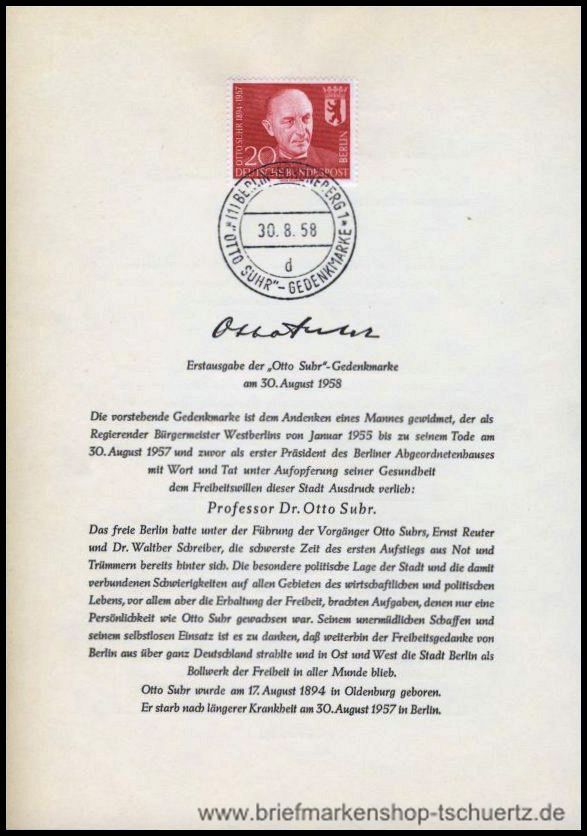 OTTO SUHR 1894-1957
BERLIN
20
DEUTSCHE BUNDESPOST
* (1) BERLIN-SCHÖNEBERG 1 *
30. 8. 58
d
"OTTO SUHR"-GEDENKMARKE
Otto Suhr
Erstausgabe der „Otto Suhr"-Gedenkmarke
am 30. August 1958
Die vorstehende Gedenkmarke ist dem Andenken eines Mannes gewidmet, der als
Regierender Bürgermeister Westberlins von Januar 1955 bis zu seinem Tode am
30. August 1957 und zuvor als erster Präsident des Berliner Abgeordnetenhauses
mit Wort und Tat unter Aufopferung seiner Gesundheit
dem Freiheitswillen dieser Stadt Ausdruck verlieh:
Professor Dr. Otto Suhr.
Das freie Berlin hatte unter der Führung der Vorgänger Otto Suhrs, Ernst Reuter
und Dr. Walther Schreiber, die schwerste Zeit des ersten Aufstiegs aus Not und
Trümmern bereits hinter sich. Die besondere politische Lage der Stadt und die damit
verbundenen Schwierigkeiten auf allen Gebieten des wirtschaftlichen und politischen
Lebens, vor allem aber die Erhaltung der Freiheit, brachten Aufgaben, denen nur eine
Persönlichkeit wie Otto Suhr gewachsen war. Seinem unermüdlichen Schaffen und
seinem selbstlosen Einsatz ist es zu danken, daß weiterhin der Freiheitsgedanke von
Berlin aus über ganz Deutschland strahlte und in Ost und West die Stadt Berlin als
Bollwerk der Freiheit in aller Munde blieb.
Otto Suhr wurde am 17. August 1894 in Oldenburg geboren.
Er starb nach längerer Krankheit am 30. August 1957 in Berlin.
www.briefmarkenshop-tschuertz.de